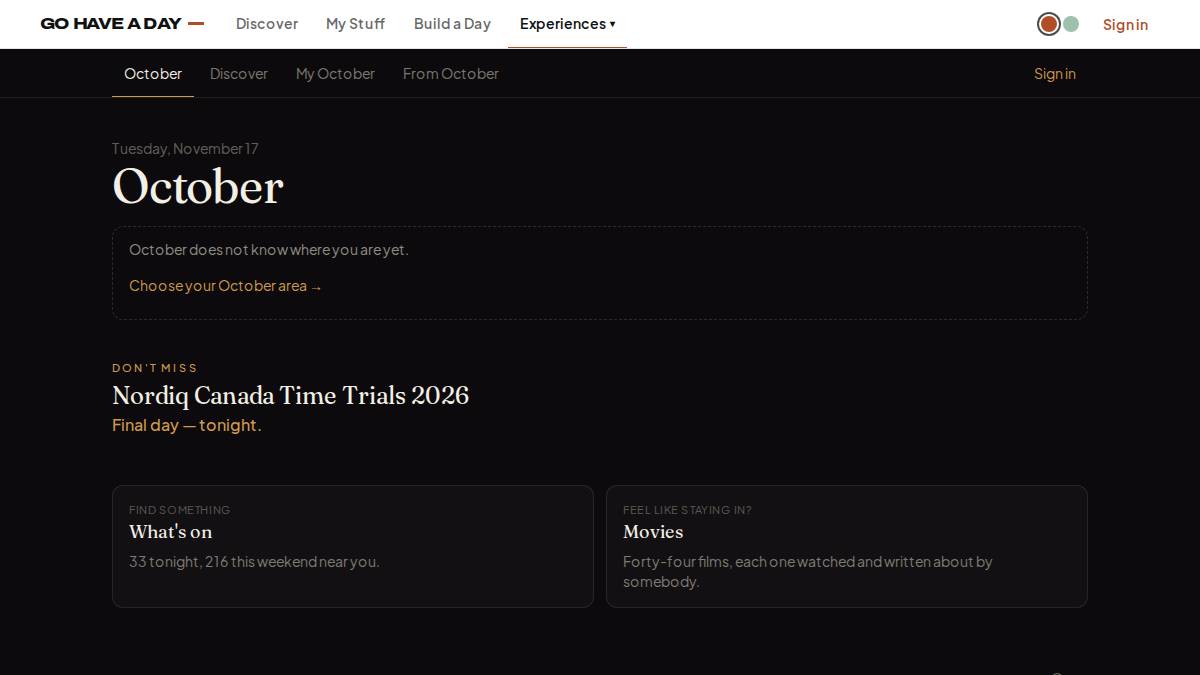 GO HAVE A DAY
Discover
My Stuff
Build a Day
Experiences ▾
Sign in
October
Discover
My October
From October
Sign in
Tuesday, November 17
October
October does not know where you are yet.
Choose your October area →
DON'T MISS
Nordiq Canada Time Trials 2026
Final day — tonight.
FIND SOMETHING
What's on
33 tonight, 216 this weekend near you.
FEEL LIKE STAYING IN?
Movies
Forty-four films, each one watched and written about by
somebody.